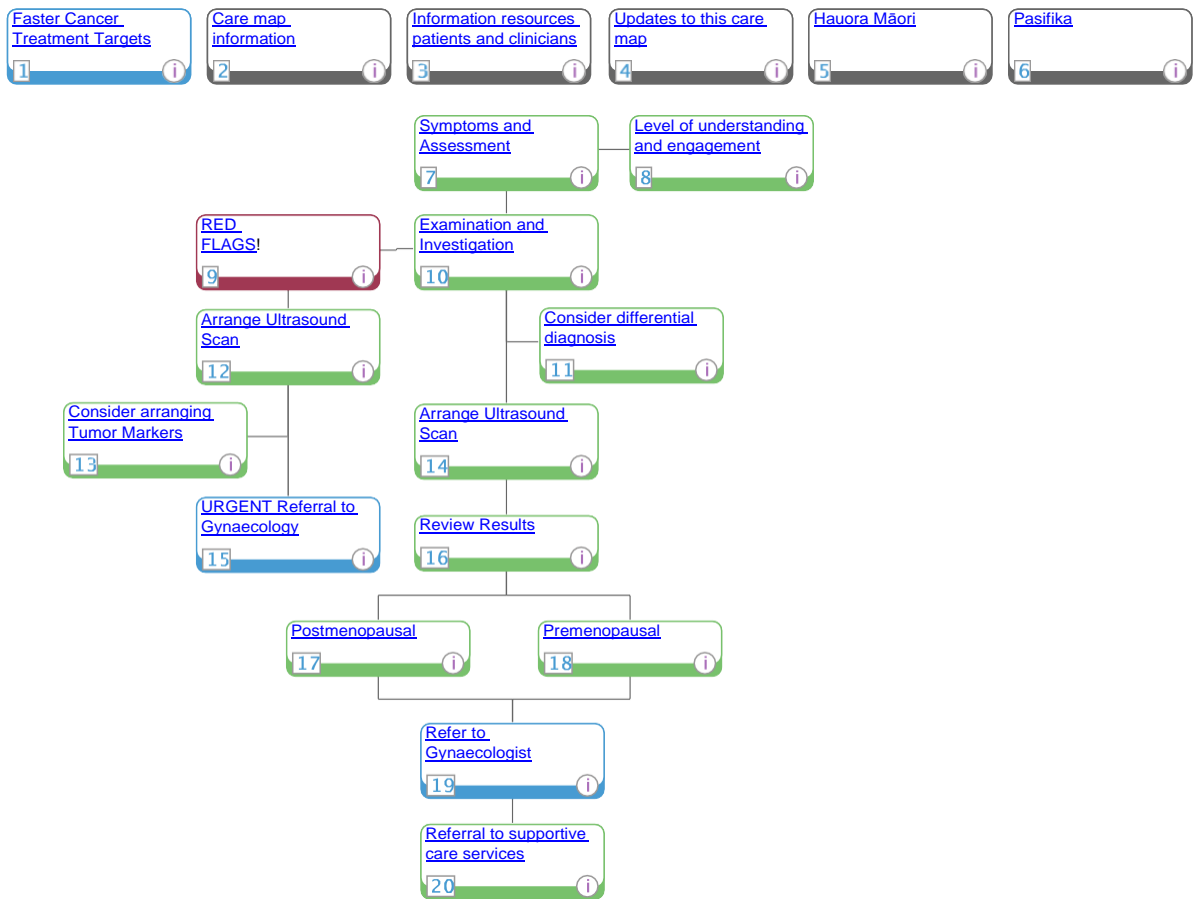 Faster Cancer
Treatment Targets
1
i
Care map
information
2
i
Information resources
patients and clinicians
3
i
Updates to this care
map
4
i
Hauora Māori
5
i
Pasifika
6
i
Symptoms and
Assessment
7
i
Level of understanding
and engagement
8
i
RED
FLAGS!
9
i
Examination and
Investigation
10
i
Consider differential
diagnosis
11
i
Arrange Ultrasound
Scan
12
i
Consider arranging
Tumor Markers
13
i
Arrange Ultrasound
Scan
14
i
URGENT Referral to
Gynaecology
15
i
Review Results
16
i
Postmenopausal
17
i
Premenopausal
18
i
Refer to
Gynaecologist
19
i
Referral to supportive
care services
20
i